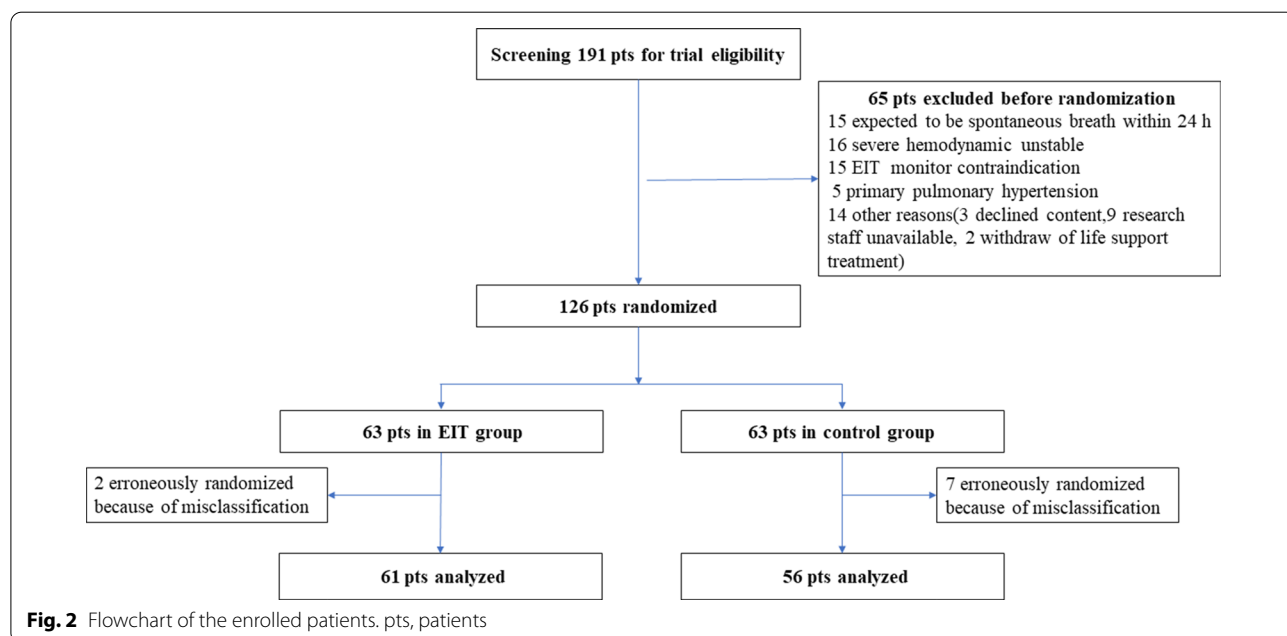 Screening 191 pts for trial eligibility
65 pts excluded before randomization
15 expected to be spontaneous breath within 24 h
16 severe hemodynamic unstable
15 EIT monitor contraindication
5 primary pulmonary hypertension
14 other reasons(3 declined content,9 research
staff unavailable, 2 withdraw of life support
treatment)
126 pts randomized
63 pts in EIT group
63 pts in control group
2 erroneously randomized
because of misclassification
7 erroneously randomized
because of misclassification
61 pts analyzed
56 pts analyzed
Fig. 2 Flowchart of the enrolled patients. pts, patients